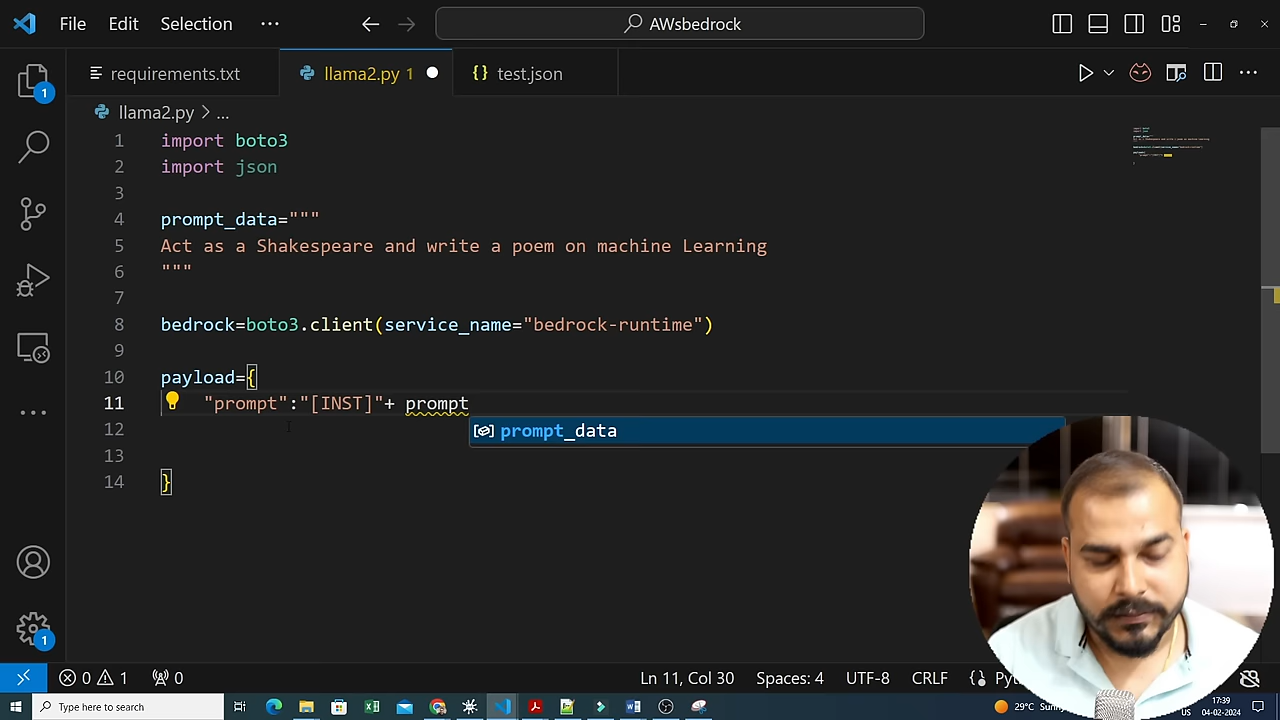 File Edit Selection ··· AWsbedrock
requirements.txt llama2.py 1 {} test.json
llama2.py > ...
1 import boto3
2 import json
3
4 prompt_data="""
5 Act as a Shakespeare and write a poem on machine Learning
6 """
7
8 bedrock=boto3.client(service_name="bedrock-runtime")
9
10 payload={
11 "prompt":"[INST]"+ prompt
prompt_data
12
13
14 }
1
1
0 1 0 Ln 11, Col 30 Spaces: 4 UTF-8 CRLF {}
Type here to search 29°C 17:39
US 04-02-2024